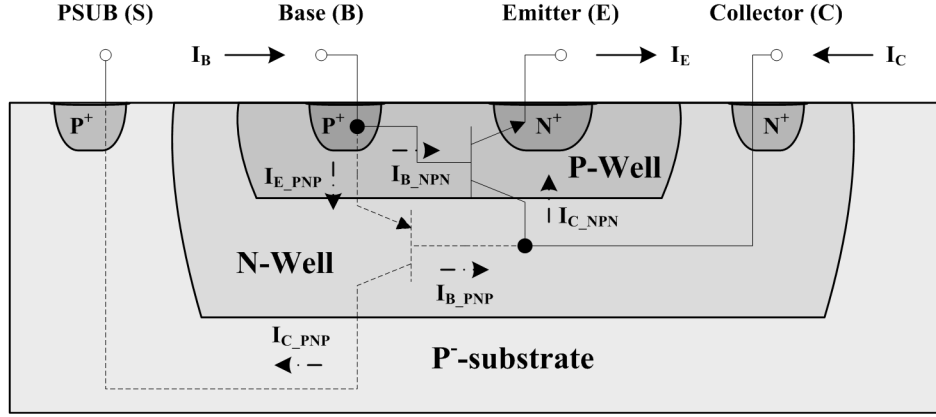 PSUB (S) Base (B) Emitter (E) Collector (C)
I_B I_E I_C
P^+ P^+ N^+ N^+
I_E_PNP I_B_NPN P-Well
I_C_NPN
N-Well
I_B_PNP
I_C_PNP
P^- -substrate